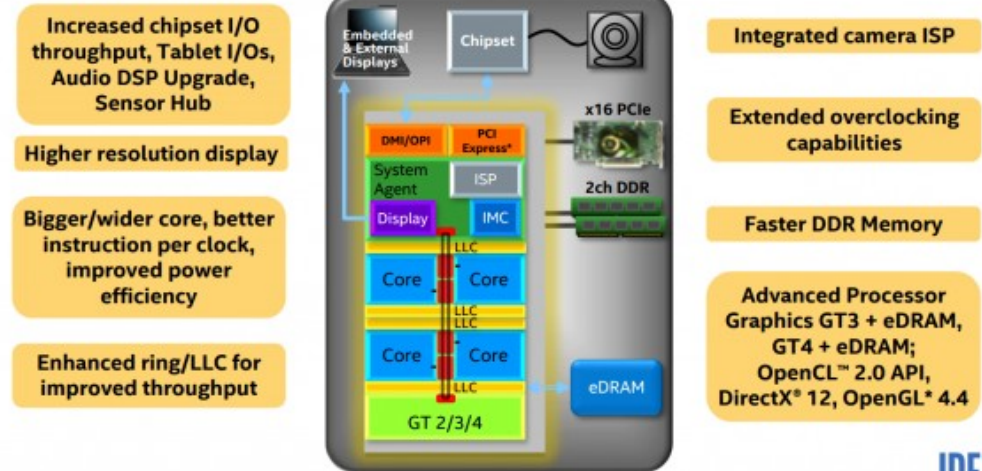 Increased chipset I/O
throughput, Tablet I/Os,
Audio DSP Upgrade,
Sensor Hub
Higher resolution display
Bigger/wider core, better
instruction per clock,
improved power
efficiency
Enhanced ring/LLC for
improved throughput
Embedded
& External
Displays
Chipset
DMI/OPI
PCI
Express*
System
Agent
ISP
Display
IMC
LLC
Core
Core
LLC
LLC
Core
Core
LLC
GT 2/3/4
x16 PCIe
2ch DDR
eDRAM
Integrated camera ISP
Extended overclocking
capabilities
Faster DDR Memory
Advanced Processor
Graphics GT3 + eDRAM,
GT4 + eDRAM;
OpenCL™ 2.0 API,
DirectX® 12, OpenGL* 4.4